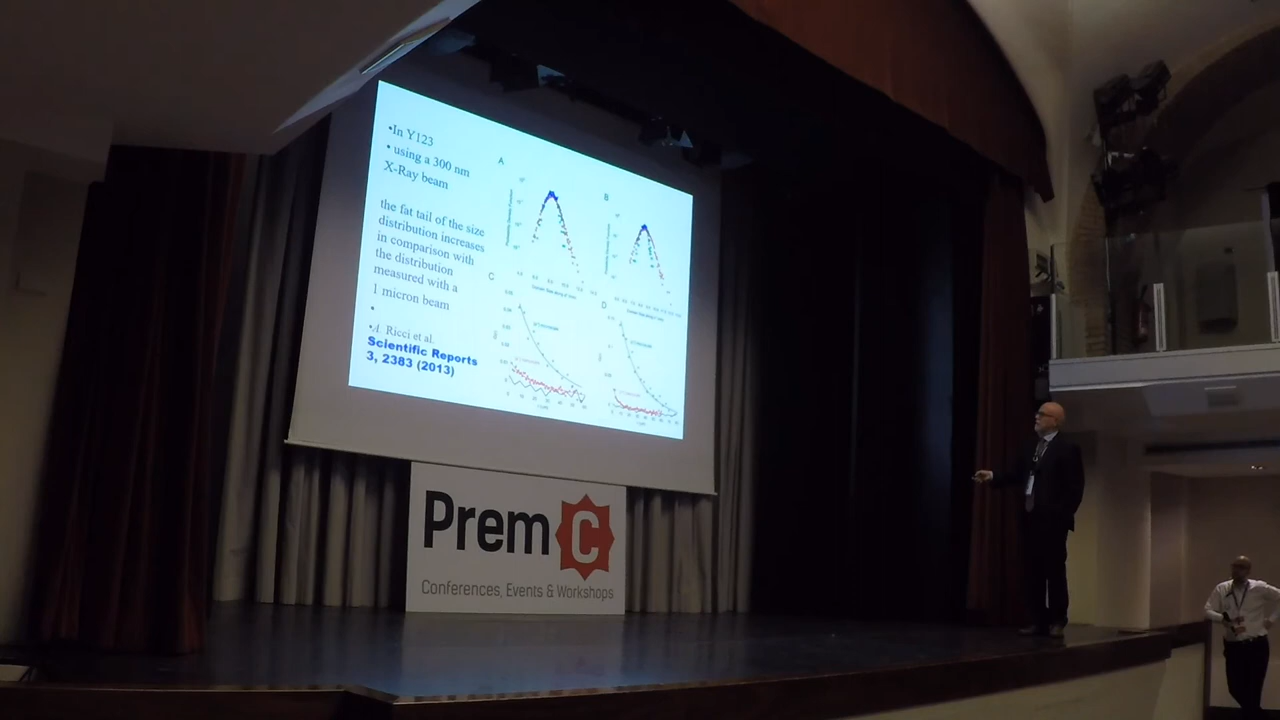 •In Y123
• using a 300 nm
X-Ray beam
the fat tail of the size
distribution increases
in comparison with
the distribution
measured with a
1 micron beam
•
•A. Ricci et al.
Scientific Reports
3, 2383 (2013)
A
B
C
D
Prem C
Conferences, Events & Workshops